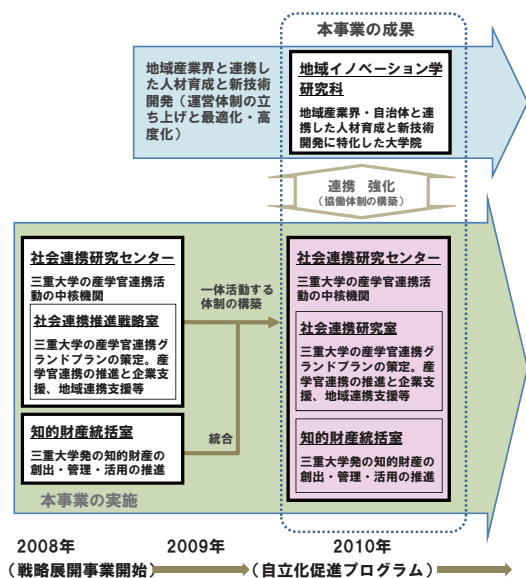 本事業の成果
地域産業界と連携し
た人材育成と新技術
開発（運営体制の立
ち上げと最適化・高
度化）
地域イノベーション学
研究科
地域産業界・自治体と連
携した人材育成と新技術
開発に特化した大学院
連携　強化
（協働体制の構築）
社会連携研究センター
三重大学の産学官連携活
動の中核機関
社会連携推進戦略室
三重大学の産学官連携グ
ランドプランの策定。産
学官連携の推進と企業支
援、地域連携支援等
知的財産統括室
三重大学発の知的財産の
創出・管理・活用の推進
一体活動する
体制の構築
統合
社会連携研究センター
三重大学の産学官連携活
動の中核機関
社会連携研究室
三重大学の産学官連携グ
ランドプランの策定。産
学官連携の推進と企業支
援、地域連携支援等
知的財産統括室
三重大学発の知的財産の
創出・管理・活用の推進
本事業の実施
2008年　2009年　2010年
（戦略展開事業開始）　（自立化促進プログラム）